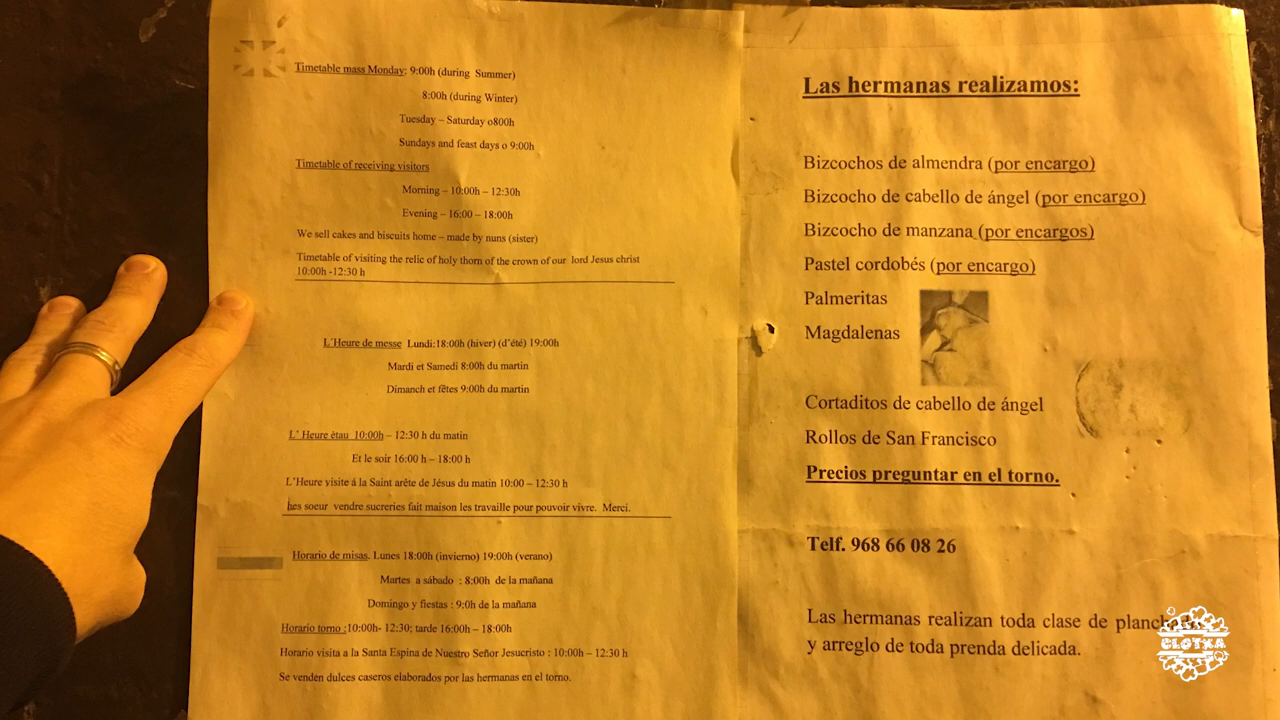 Timetable mass Monday: 9:00h (during Summer)
8:00h (during Winter)
Tuesday – Saturday o800h
Sundays and feast days o 9:00h
Timetable of receiving visitors
Morning – 10:00h – 12:30h
Evening – 16:00 – 18:00h
We sell cakes and biscuits home – made by nuns (sister)
Timetable of visiting the relic of holy thorn of the crown of our lord Jesus christ
10:00h -12:30 h
L´Heure de messe Lundi:18:00h (hiver) (d'été) 19:00h
Mardi et Samedi 8:00h du martin
Dimanch et fêtes 9:00h du martin
L' Heure ètau 10:00h – 12:30 h du matin
Et le soir 16:00 h – 18:00 h
L'Heure visite á la Saint arête de Jésus du matin 10:00 – 12:30 h
hes soeur vendre sucreries fait maison les travaille pour pouvoir vivre. Merci.
Horario de misas. Lunes 18:00h (invierno) 19:00h (verano)
Martes a sábado : 8:00h de la mañana
Domingo y fiestas : 9:0h de la mañana
Horario torno :10:00h- 12:30; tarde 16:00h – 18:00h
Horario visita a la Santa Espina de Nuestro Señor Jesucristo : 10:00h – 12:30 h
Se venden dulces caseros elaborados por las hermanas en el torno.
Las hermanas realizamos:
Bizcochos de almendra (por encargo)
Bizcocho de cabello de ángel (por encargo)
Bizcocho de manzana (por encargos)
Pastel cordobés (por encargo)
Palmeritas
Magdalenas
Cortaditos de cabello de ángel
Rollos de San Francisco
Precios preguntar en el torno.
Telf. 968 66 08 26
Las hermanas realizan toda clase de
y arreglo de toda prenda delicada.
CLOTXA